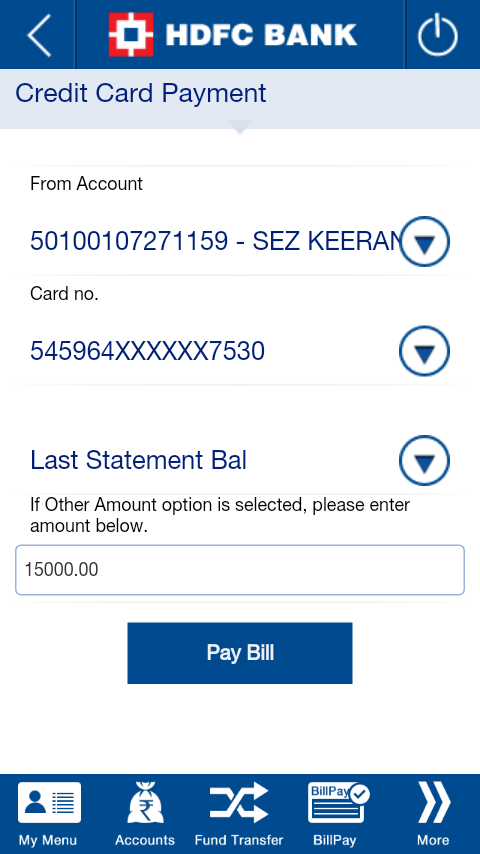 HDFC BANK
Credit Card Payment
From Account
50100107271159 - SEZ KEERAN
Card no.
545964XXXXXX7530
Last Statement Bal
If Other Amount option is selected, please enter
amount below.
15000.00
Pay Bill
BillPay
My Menu Accounts Fund Transfer BillPay More